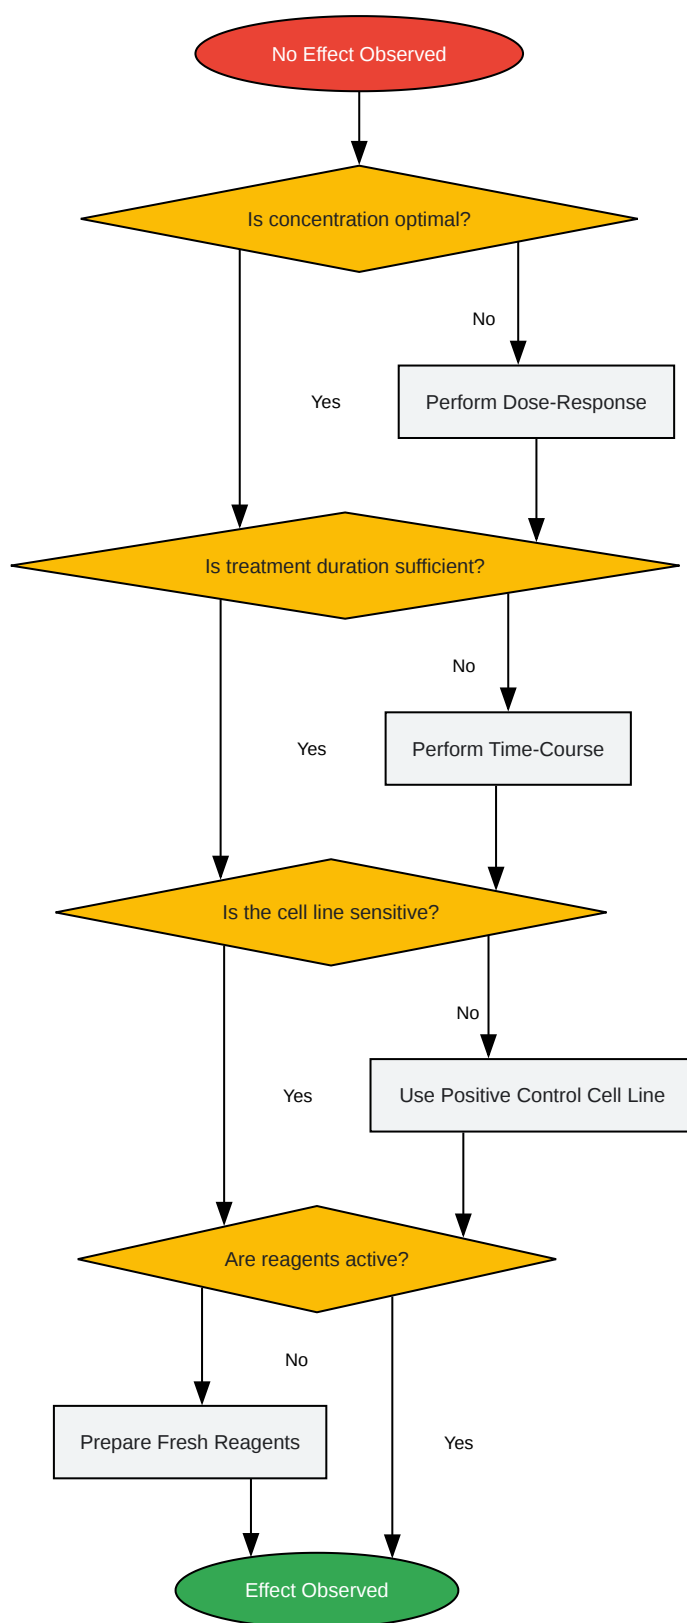 No Effect Observed
Is concentration optimal?
No
Yes
Perform Dose-Response
Is treatment duration sufficient?
No
Yes
Perform Time-Course
Is the cell line sensitive?
No
Yes
Use Positive Control Cell Line
Are reagents active?
No
Prepare Fresh Reagents
Yes
Effect Observed